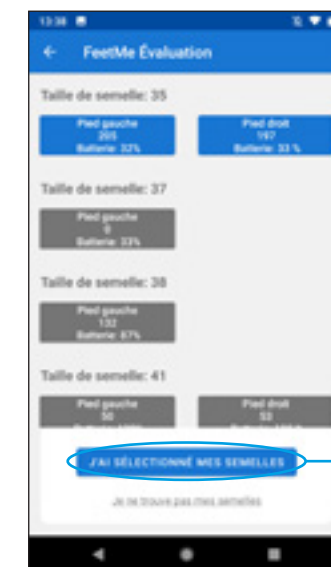 13:38
FeetMe Évaluation
Taille de semelle: 35
Pied gauche
205
Batterie: 32%
Pied droit
197
Batterie: 33 %
Taille de semelle: 37
Pied gauche
0
Batterie: 33%
Taille de semelle: 38
Pied gauche
132
Batterie: 87%
Taille de semelle: 41
Pied gauche
50
Pied droit
53
J'AI SÉLECTIONNÉ MES SEMELLES
Je ne trouve pas mes semelles